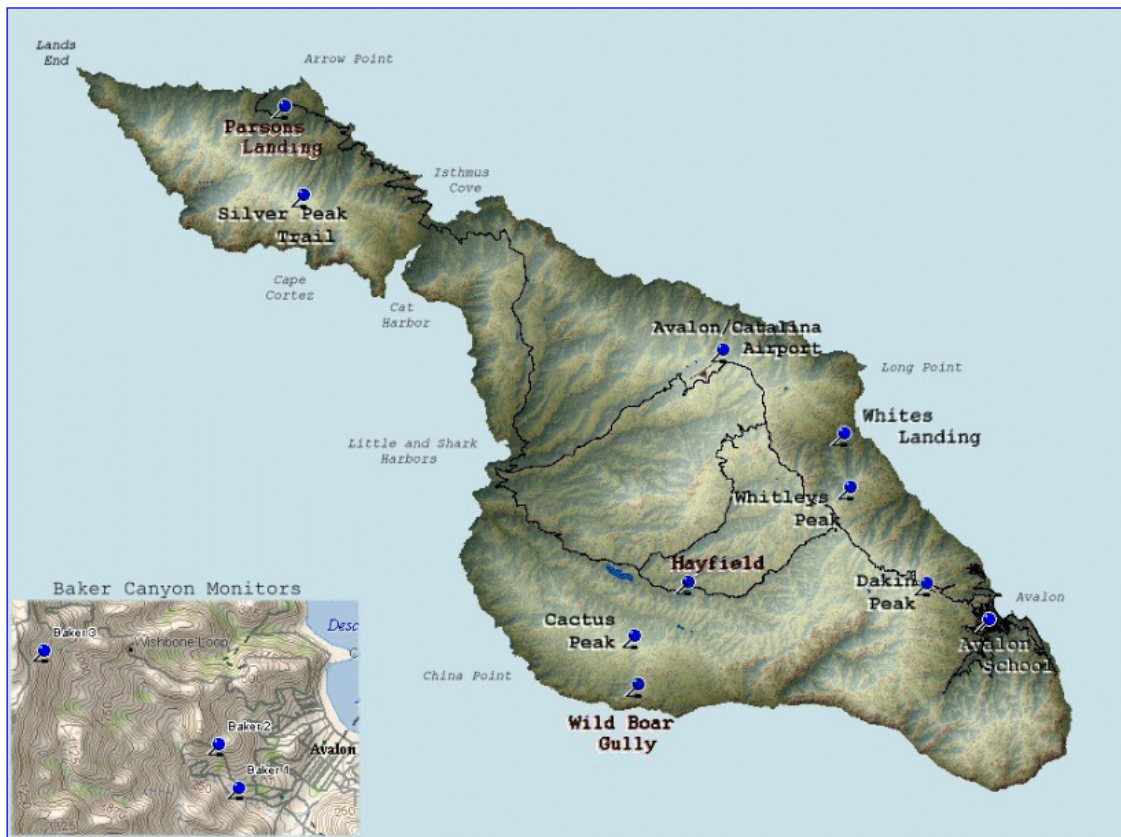 Lands
End
Arrow Point
Parsons
Landing
Isthmus
Cove
Silver Peak
Trail
Cape
Cortez
Cat
Harbor
Avalon/Catalina
Airport
Long Point
Whites
Landing
Little and Shark
Harbors
Whitleys
Peak
Hayfield
Dakin
Peak
Avalon
Cactus
Peak
Avalon
School
China Point
Wild Boar
Gully
Baker Canyon Monitors
Baker 3
Wishbone Loop
Desc
Baker 2
Avalon
Baker 1